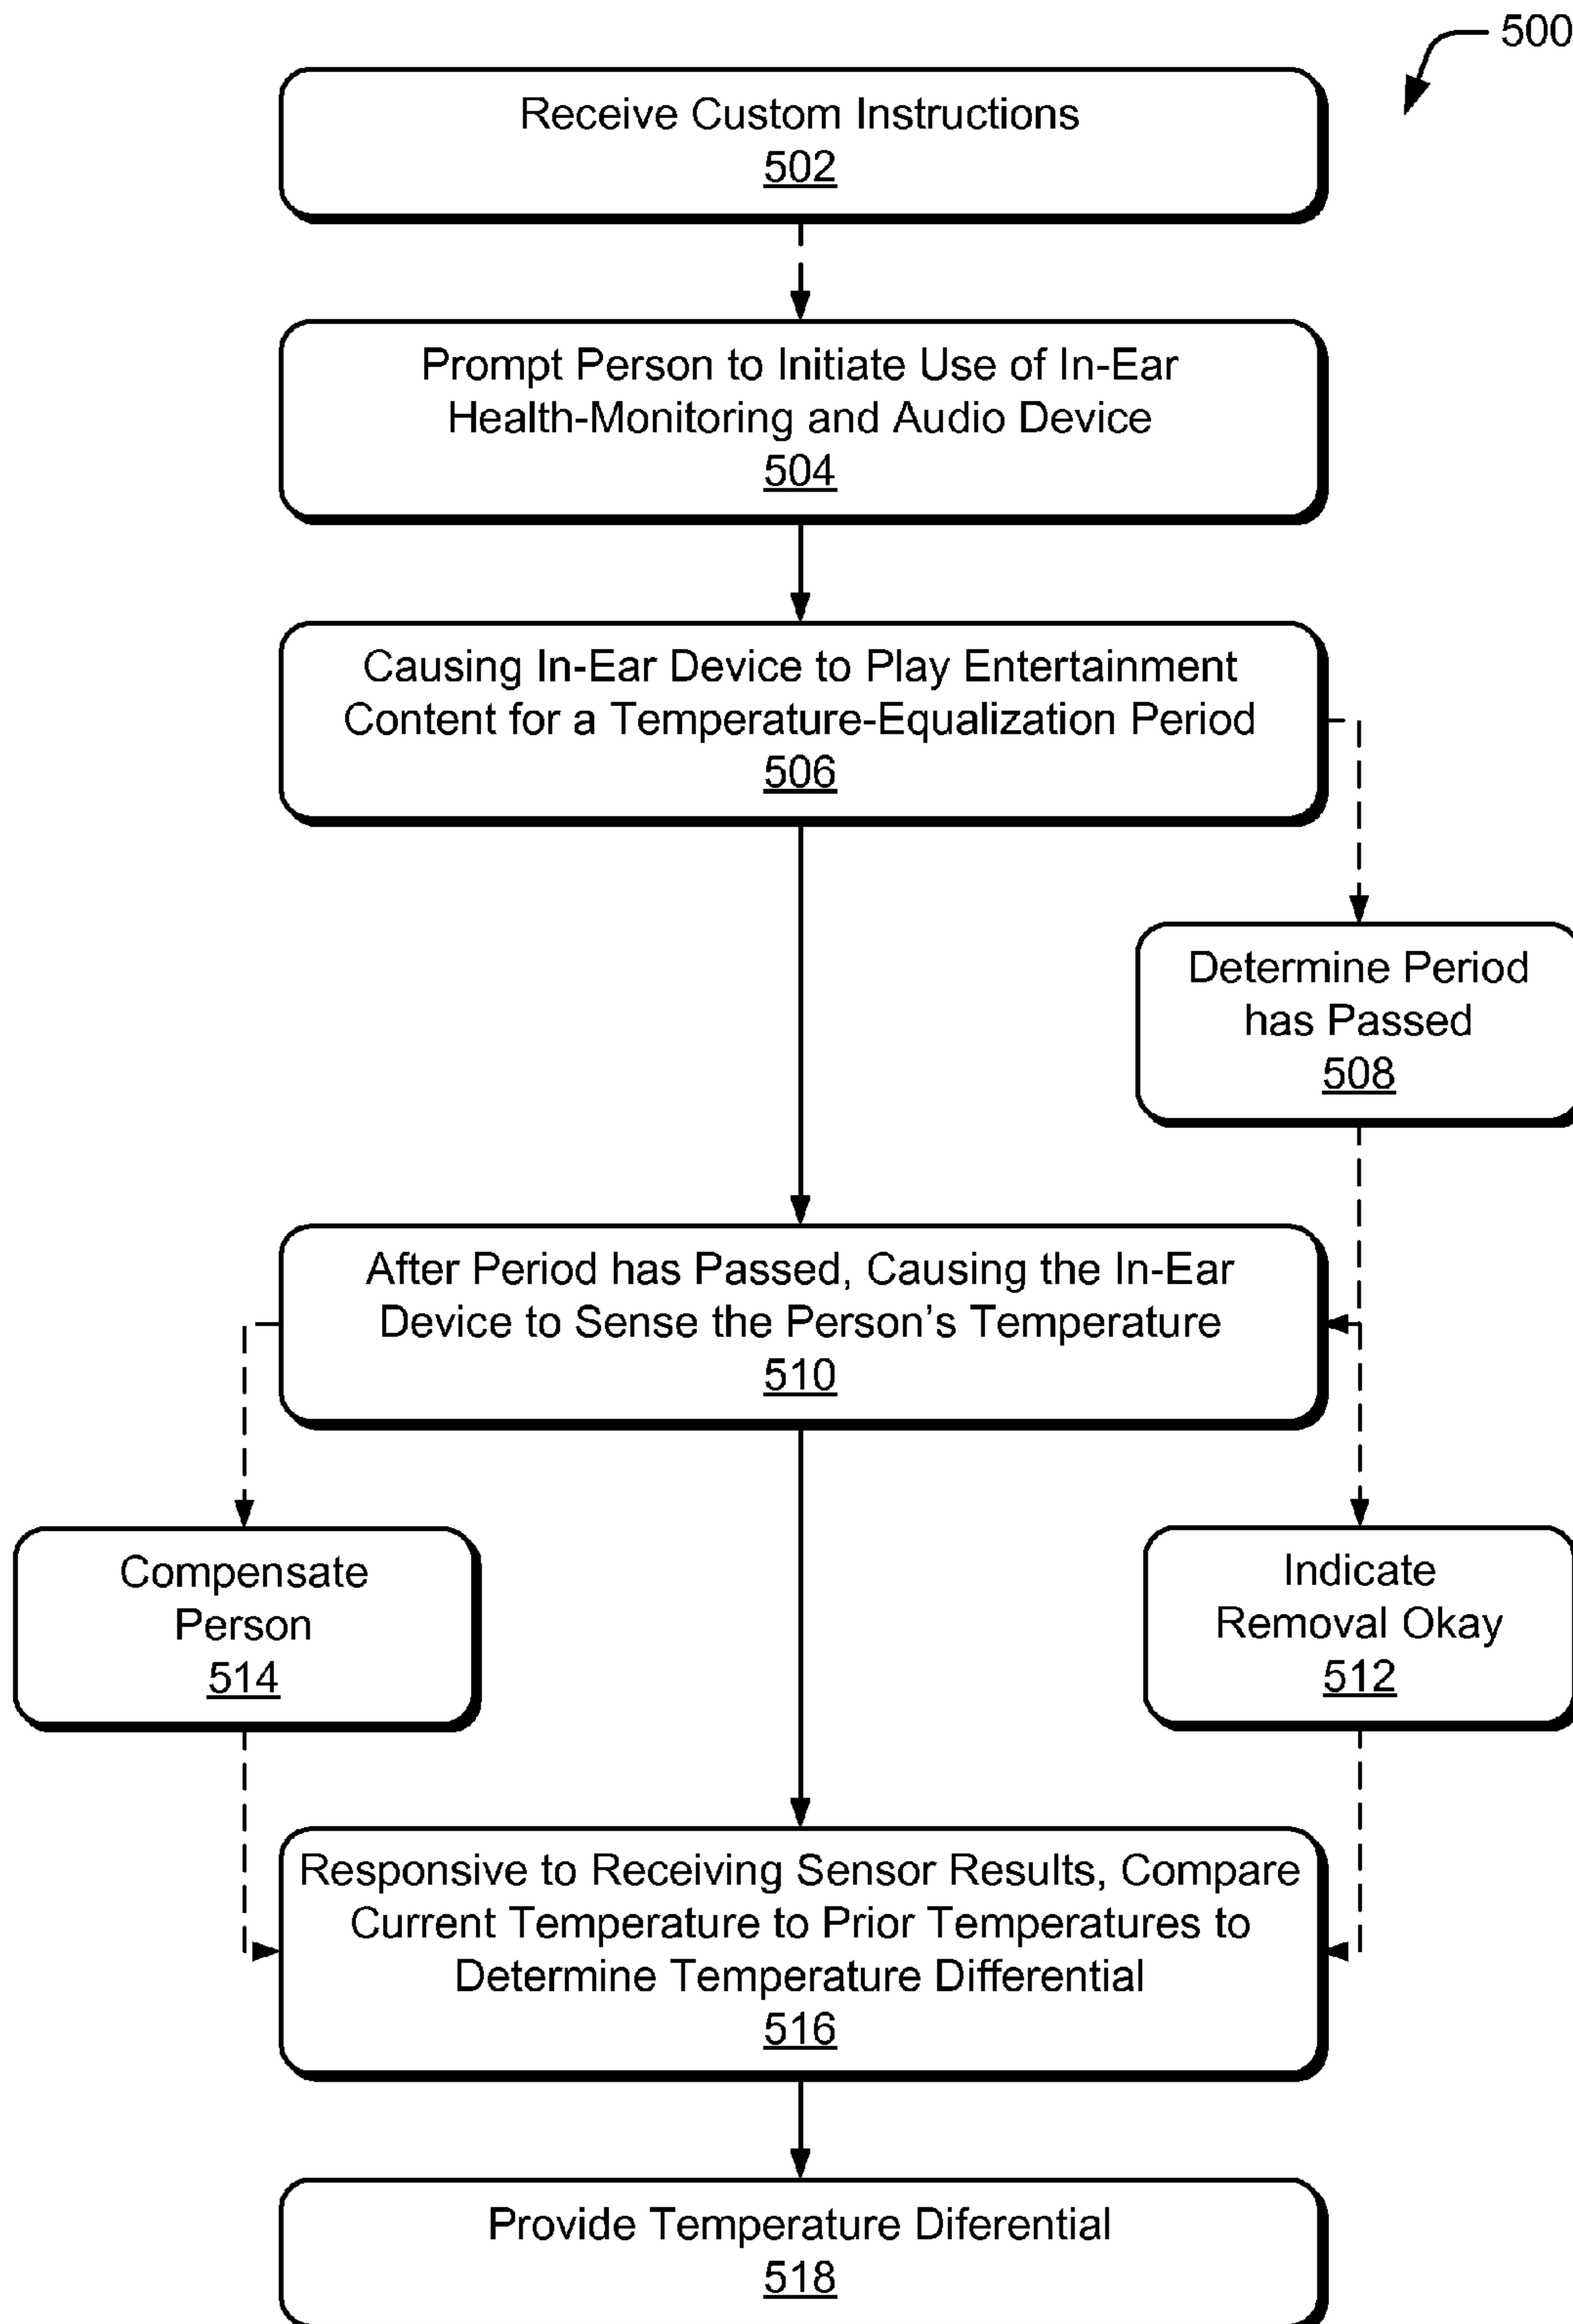 500
Receive Custom Instructions
502
Prompt Person to Initiate Use of In-Ear
Health-Monitoring and Audio Device
504
Causing In-Ear Device to Play Entertainment
Content for a Temperature-Equalization Period
506
Determine Period
has Passed
508
After Period has Passed, Causing the In-Ear
Device to Sense the Person's Temperature
510
Compensate
Person
514
Indicate
Removal Okay
512
Responsive to Receiving Sensor Results, Compare
Current Temperature to Prior Temperatures to
Determine Temperature Differential
516
Provide Temperature Diferential
518